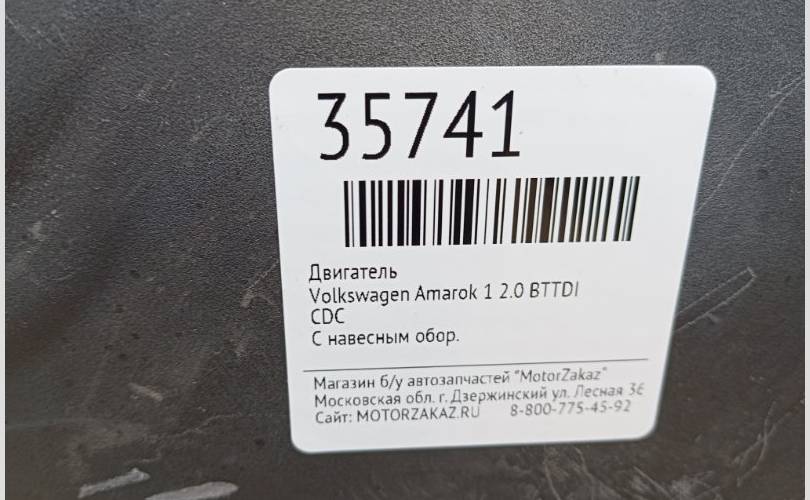 35741
Двигатель
Volkswagen Amarok 1 2.0 BTTDI
CDC
С навесным обор.
Магазин б/у автозапчастей "MotorZakaz"
Московская обл. г. Дзержинский ул. Лесная 36
Сайт: MOTORZAKAZ.RU 8-800-775-45-92